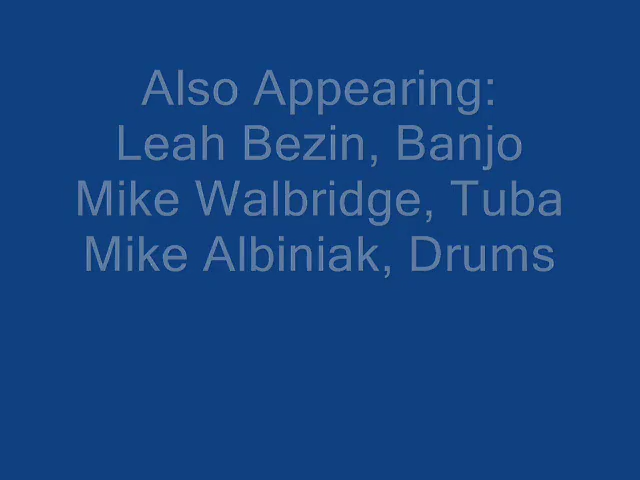 Also Appearing:
Leah Bezin, Banjo
Mike Walbridge, Tuba
Mike Albiniak, Drums